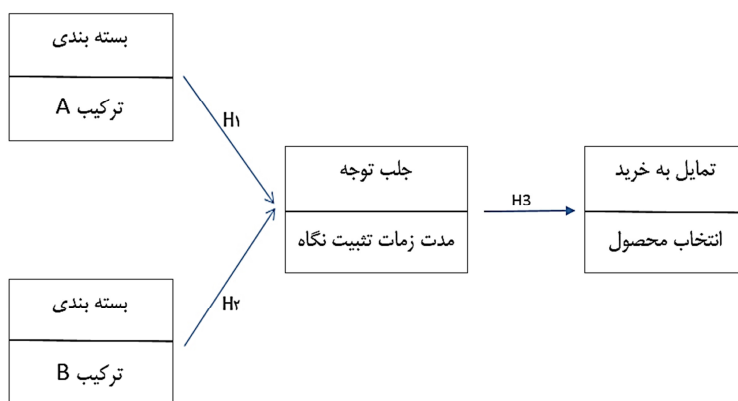 بسته بندی
ترکیب A
H۱
جلب توجه
مدت زمات تثبیت نگاه
H3
تمایل به خرید
انتخاب محصول
H۲
بسته بندی
ترکیب B